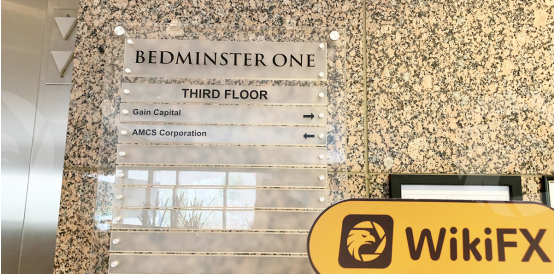 BEDMINSTER ONE
THIRD FLOOR
Gain Capital →
AMCS Corporation ←
WikiFX